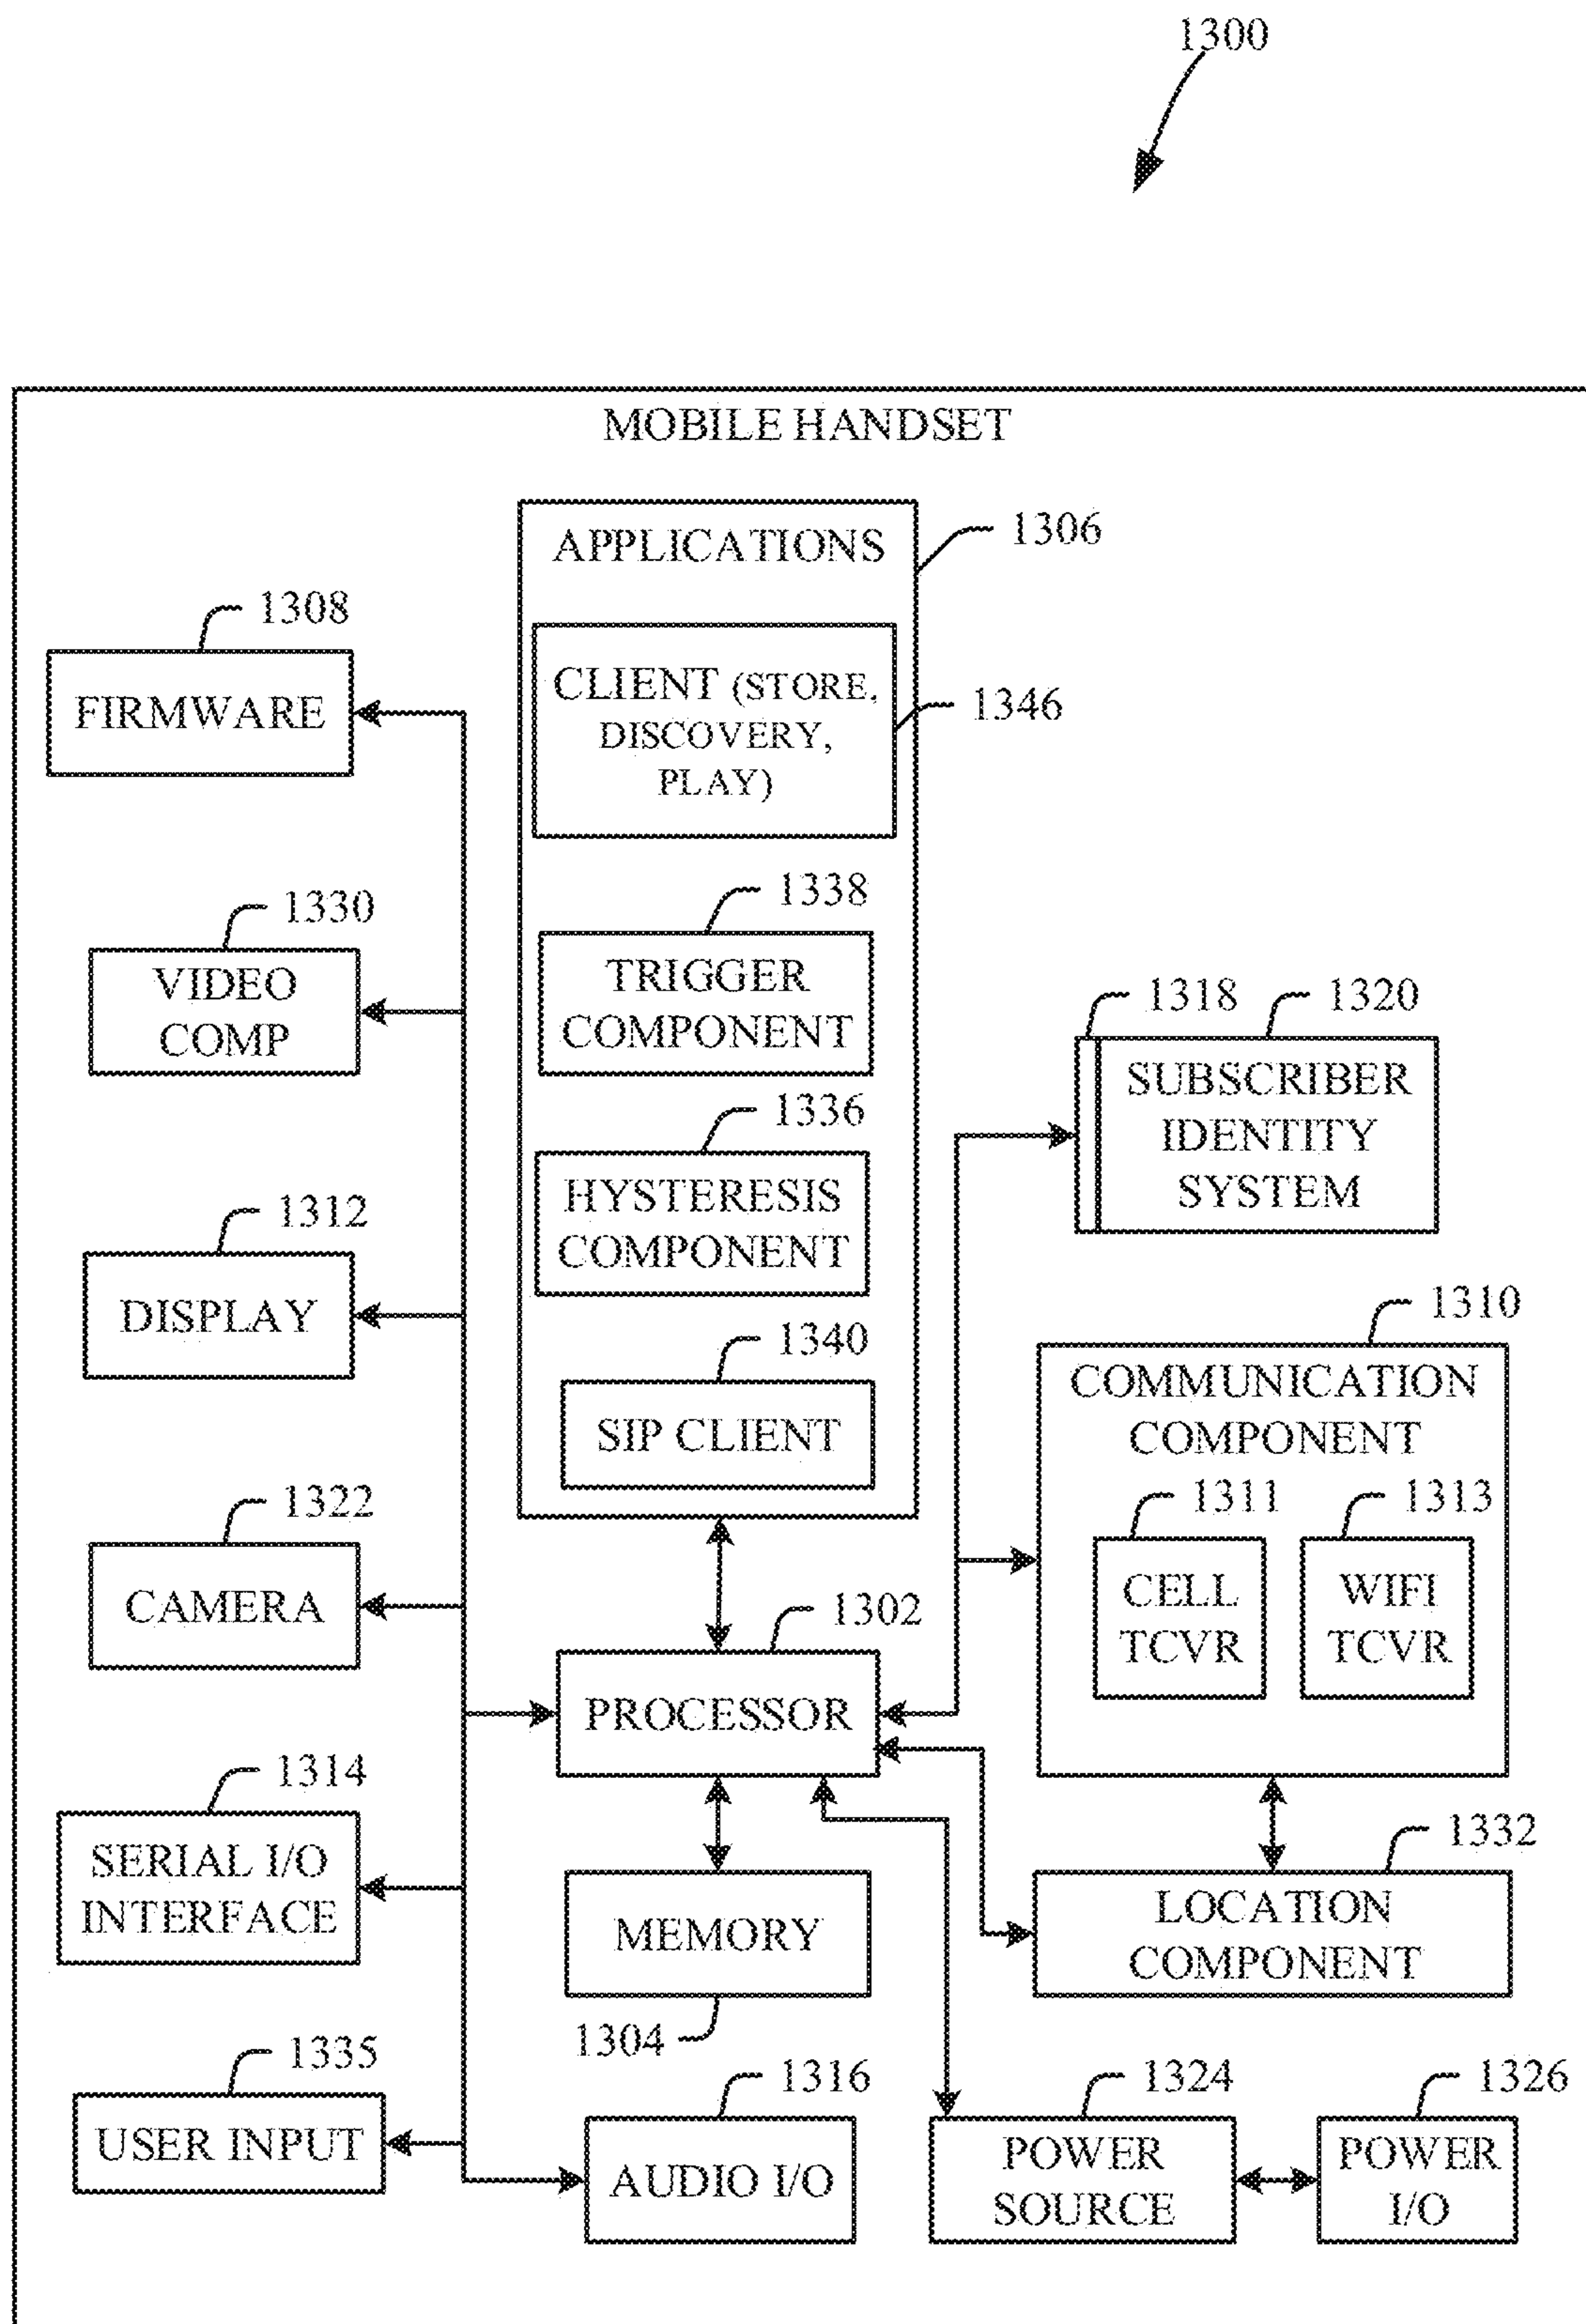 1300
MOBILE HANDSET
APPLICATIONS
1306
CLIENT (STORE,
DISCOVERY,
PLAY)
1346
1308
FIRMWARE
1338
TRIGGER
COMPONENT
1330
VIDEO
COMP
1318
1320
SUBSCRIBER
IDENTITY
SYSTEM
1336
HYSTERESIS
COMPONENT
1312
DISPLAY
1340
SIP CLIENT
1310
COMMUNICATION
COMPONENT
1311
CELL
TCVR
1313
WIFI
TCVR
1322
CAMERA
1302
PROCESSOR
1314
SERIAL I/O
INTERFACE
MEMORY
1304
1332
LOCATION
COMPONENT
1335
USER INPUT
1316
AUDIO I/O
1324
POWER
SOURCE
1326
POWER
I/O